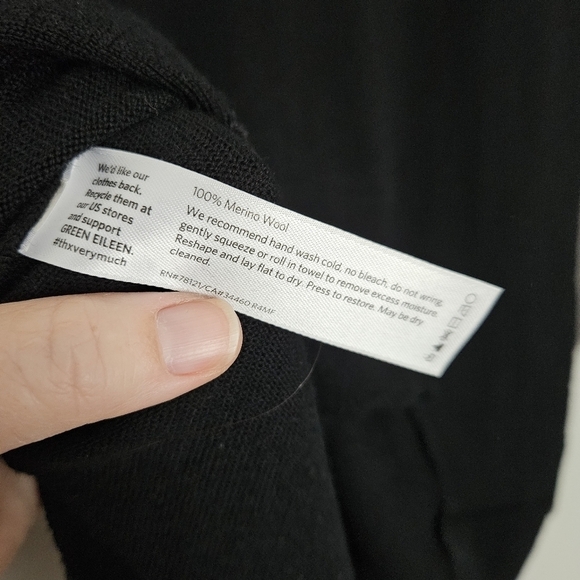 We'd like our
clothes back.
Recycle them at
our US stores
and support
GREEN EILEEN.
#thxverymuch
100% Merino Wool
We recommend hand wash cold, no bleach, do not wring,
gently squeeze or roll in towel to remove excess moisture.
Reshape and lay flat to dry. Press to restore. May be dry
cleaned.
RN#78121/CA#34460 R4MF